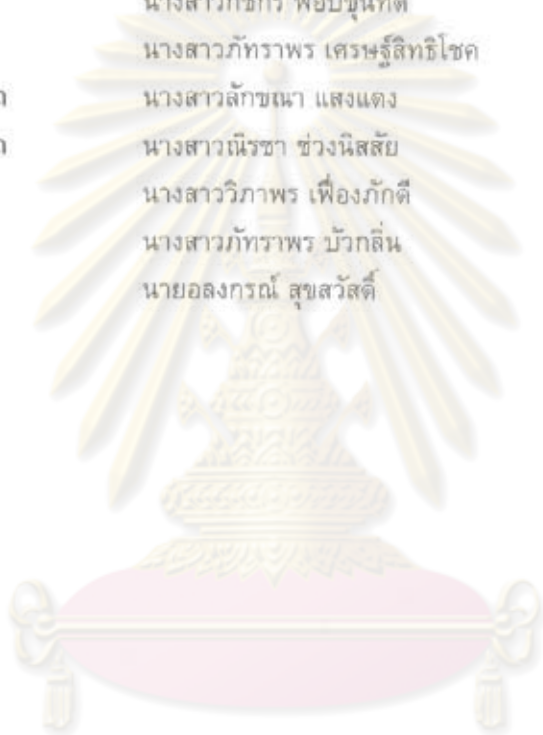 นางสาวภัทราพร เศรษฐ์สิทธิโชค
า นางสาวลักขณา แสงแดง
า นางสาวณิรชา ช่วงนิสสัย
นางสาววิภาพร เฟื่องภักดี
นางสาวภัทราพร บัวกลิ่น
นายอลงกรณ์ สุขสวัสดิ์